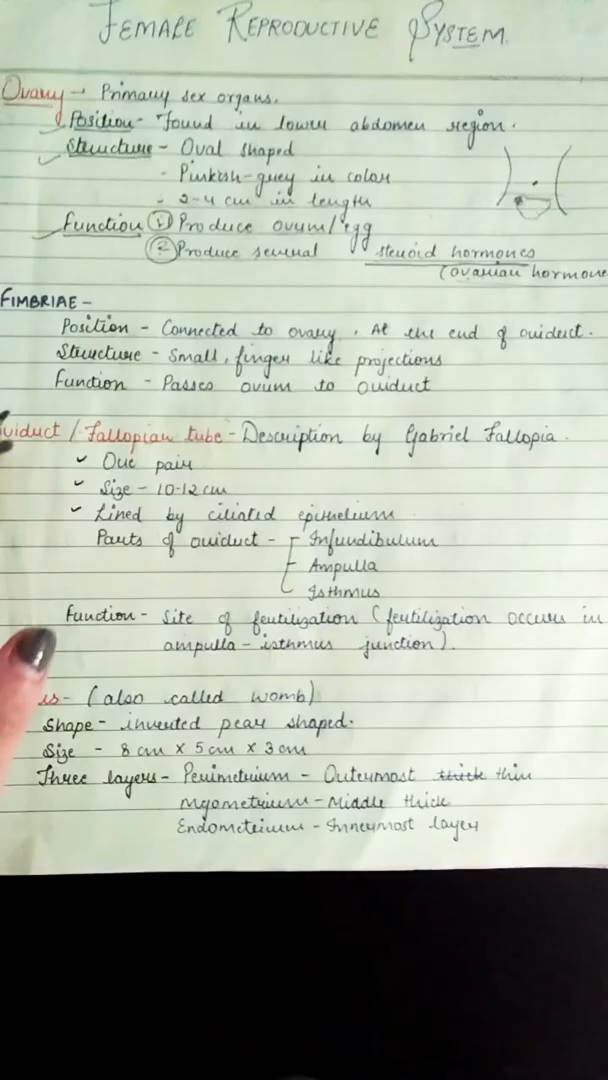 FEMALE REPRODUCTIVE SYSTEM.
Ovary → Primary sex organs.
Position - Found in lower abdomen region.
Structure - Oval shaped
- Pinkish-grey in color
- 2-4 cm in length
Function ① Produce ovum/egg
② Produce several steroid hormones
(ovarian hormone
FIMBRIAE -
Position - Connected to ovary. At the end of oviduct.
Structure - Small, finger like projections
Function - Passes ovum to oviduct
viduct / Fallopian tube - Description by Gabriel Fallopia.
✓ One pair
✓ Size - 10-12 cm
✓ Lined by ciliated epithelium
Parts of oviduct - Infundibulum
Ampulla
Isthmus
Function - Site of fertilization (fertilization occurs in
ampulla - isthmus junction).
us - (also called womb)
Shape - inverted pear shaped.
Size - 8 cm x 5 cm x 3 cm
Three layers - Perimetrium - Outermost thick thin
Myometrium - Middle thick
Endometrium - Innermost layer